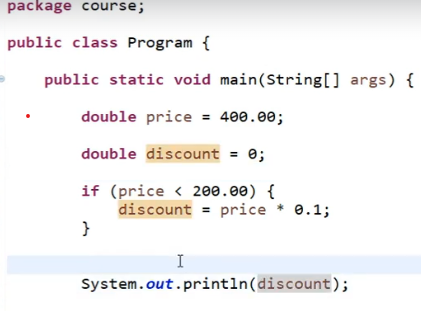 package course;
public class Program {
public static void main(String[] args) {
double price = 400.00;
double discount = 0;
if (price < 200.00) {
discount = price * 0.1;
}
System.out.println(discount);